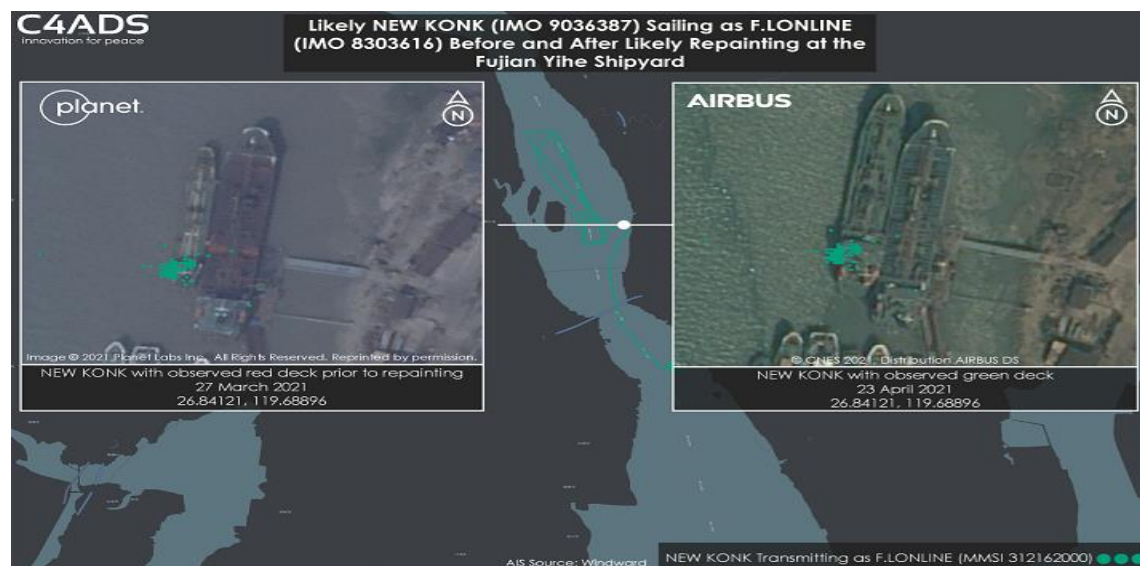 C4ADS
innovation for peace
Likely NEW KONK (IMO 9036387) Sailing as F.LONLINE
(IMO 8303616) Before and After Likely Repainting at the
Fujian Yihe Shipyard
planet.
N
Image © 2021 Planet Labs Inc. All Rights Reserved. Reprinted by permission.
NEW KONK with observed red deck prior to repainting
27 March 2021
26.84121, 119.68896
AIRBUS
N
© CNES 2021, Distribution AIRBUS DS
NEW KONK with observed green deck
23 April 2021
26.84121, 119.68896
AIS Source: Windward
NEW KONK Transmitting as F.LONLINE (MMSI 312162000)